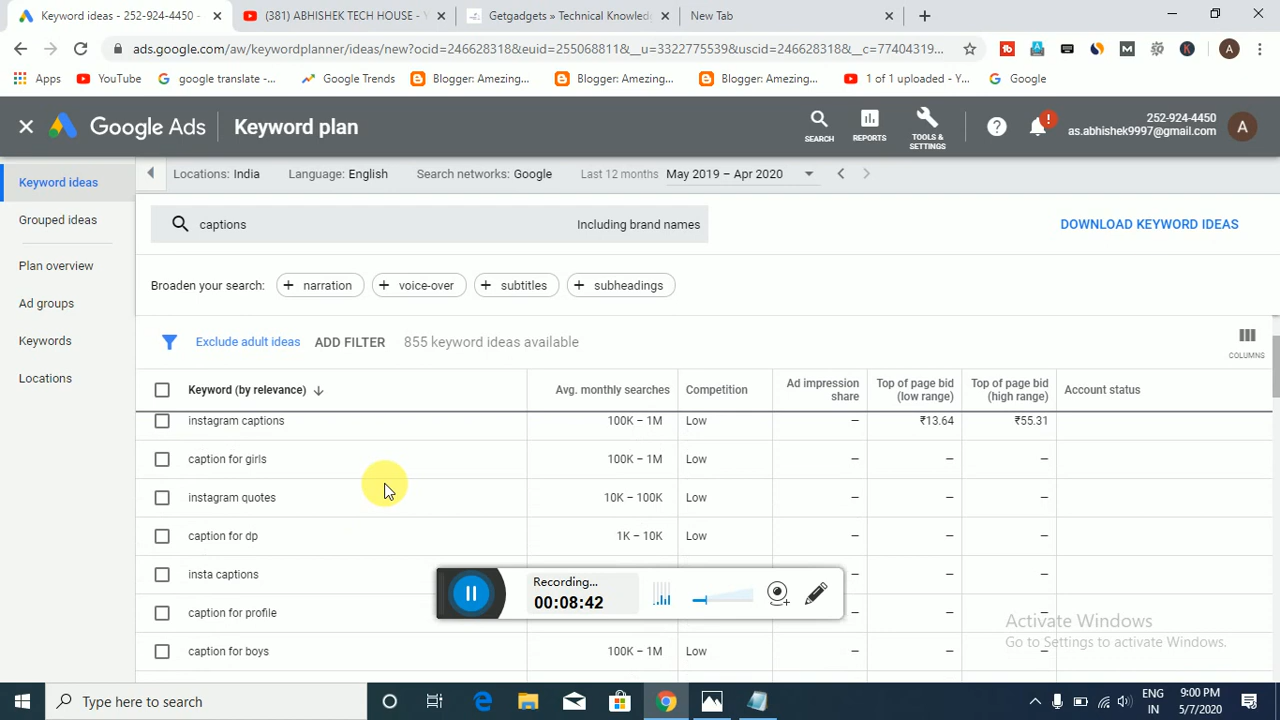 Keyword ideas - 252-924-4450 -
(381) ABHISHEK TECH HOUSE - Y
Getgadgets » Technical Knowledg
New Tab
ads.google.com/aw/keywordplanner/ideas/new?ocid=246628318&euid=255068811&__u=3322775539&uscid=246628318&__c=77404319...
A
Apps
YouTube
google translate -...
Google Trends
Blogger: Amezing...
Blogger: Amezing...
Blogger: Amezing...
1 of 1 uploaded - Y...
Google
Google Ads
Keyword plan
SEARCH
REPORTS
TOOLS &
SETTINGS
252-924-4450
as.abhishek9997@gmail.com
A
Keyword ideas
Grouped ideas
Plan overview
Ad groups
Keywords
Locations
Locations: India
Language: English
Search networks: Google
Last 12 months
May 2019 – Apr 2020
captions
Including brand names
DOWNLOAD KEYWORD IDEAS
Broaden your search:
+ narration
+ voice-over
+ subtitles
+ subheadings
Exclude adult ideas
ADD FILTER
855 keyword ideas available
COLUMNS
Keyword (by relevance)
Avg. monthly searches
Competition
Ad impression
share
Top of page bid
(low range)
Top of page bid
(high range)
Account status
instagram captions 100K – 1M Low – ₹13.64 ₹55.31
caption for girls 100K – 1M Low – – –
instagram quotes 10K – 100K Low – – –
caption for dp 1K – 10K Low – – –
insta captions
caption for profile
caption for boys 100K – 1M Low – – –
Recording...
00:08:42
Activate Windows
Go to Settings to activate Windows.
Type here to search
ENG
IN
9:00 PM
5/7/2020